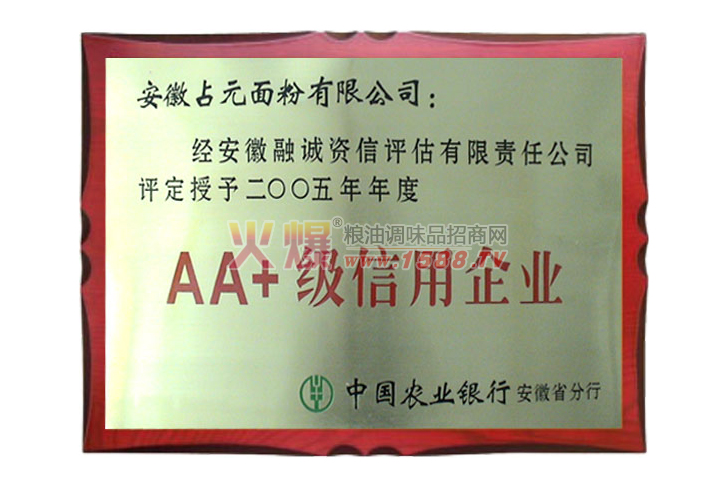 安徽占元面粉有限公司：
经安徽融诚资信评估有限责任公司
评定授予二〇〇五年年度
火爆®粮油调味品招商网
www.1588.tv
AA+级信用企业
中国农业银行 安徽省分行